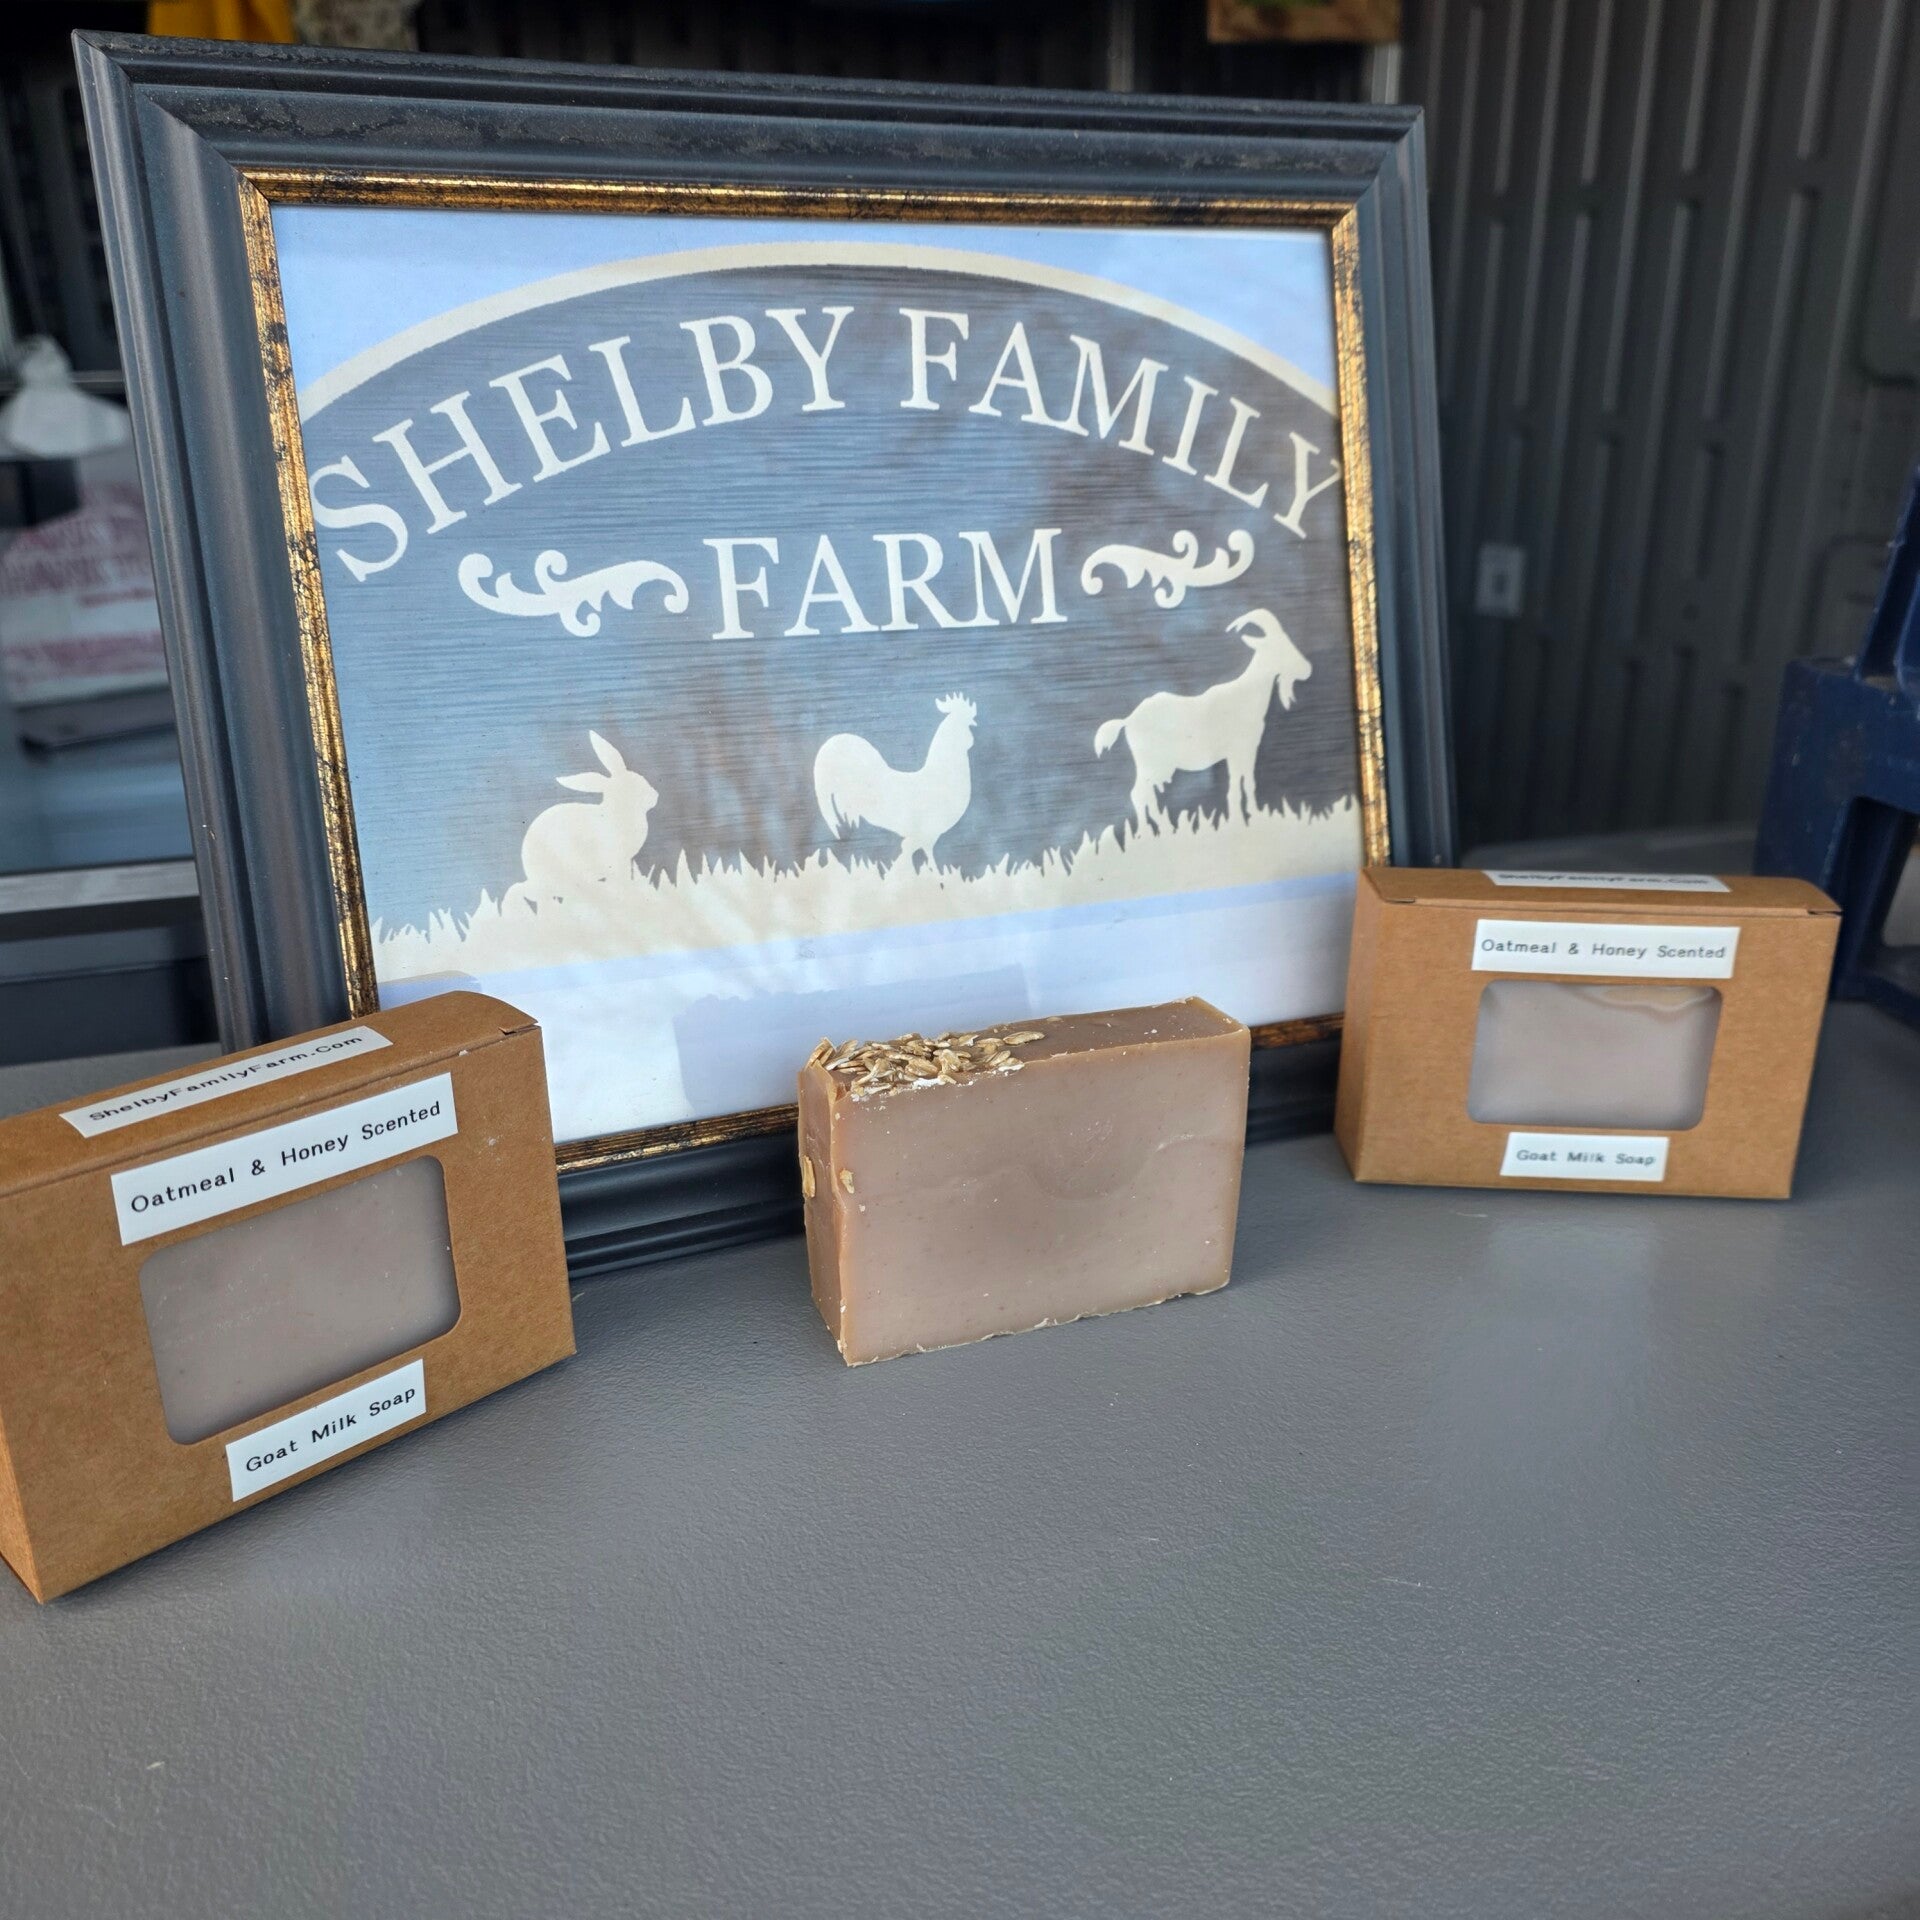 SHELBY FAMILY
FARM
ShelbyFamilyFarm.Com
Oatmeal & Honey Scented
Goat Milk Soap
ShelbyFamilyFarm.Com
Oatmeal & Honey Scented
Goat Milk Soap